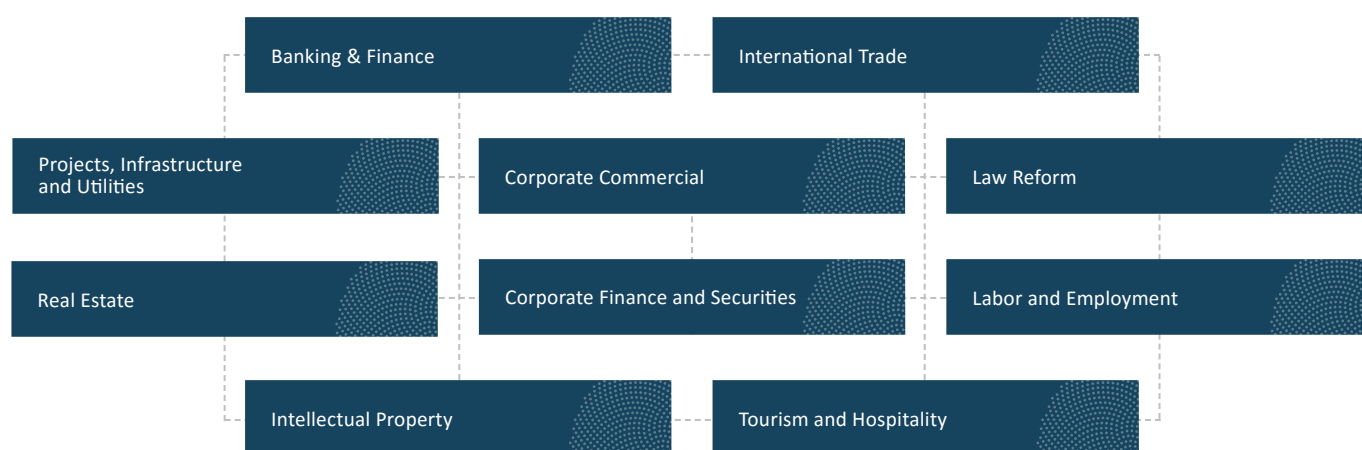 Banking & Finance
International Trade
Projects, Infrastructure
and Utilities
Corporate Commercial
Law Reform
Real Estate
Corporate Finance and Securities
Labor and Employment
Intellectual Property
Tourism and Hospitality